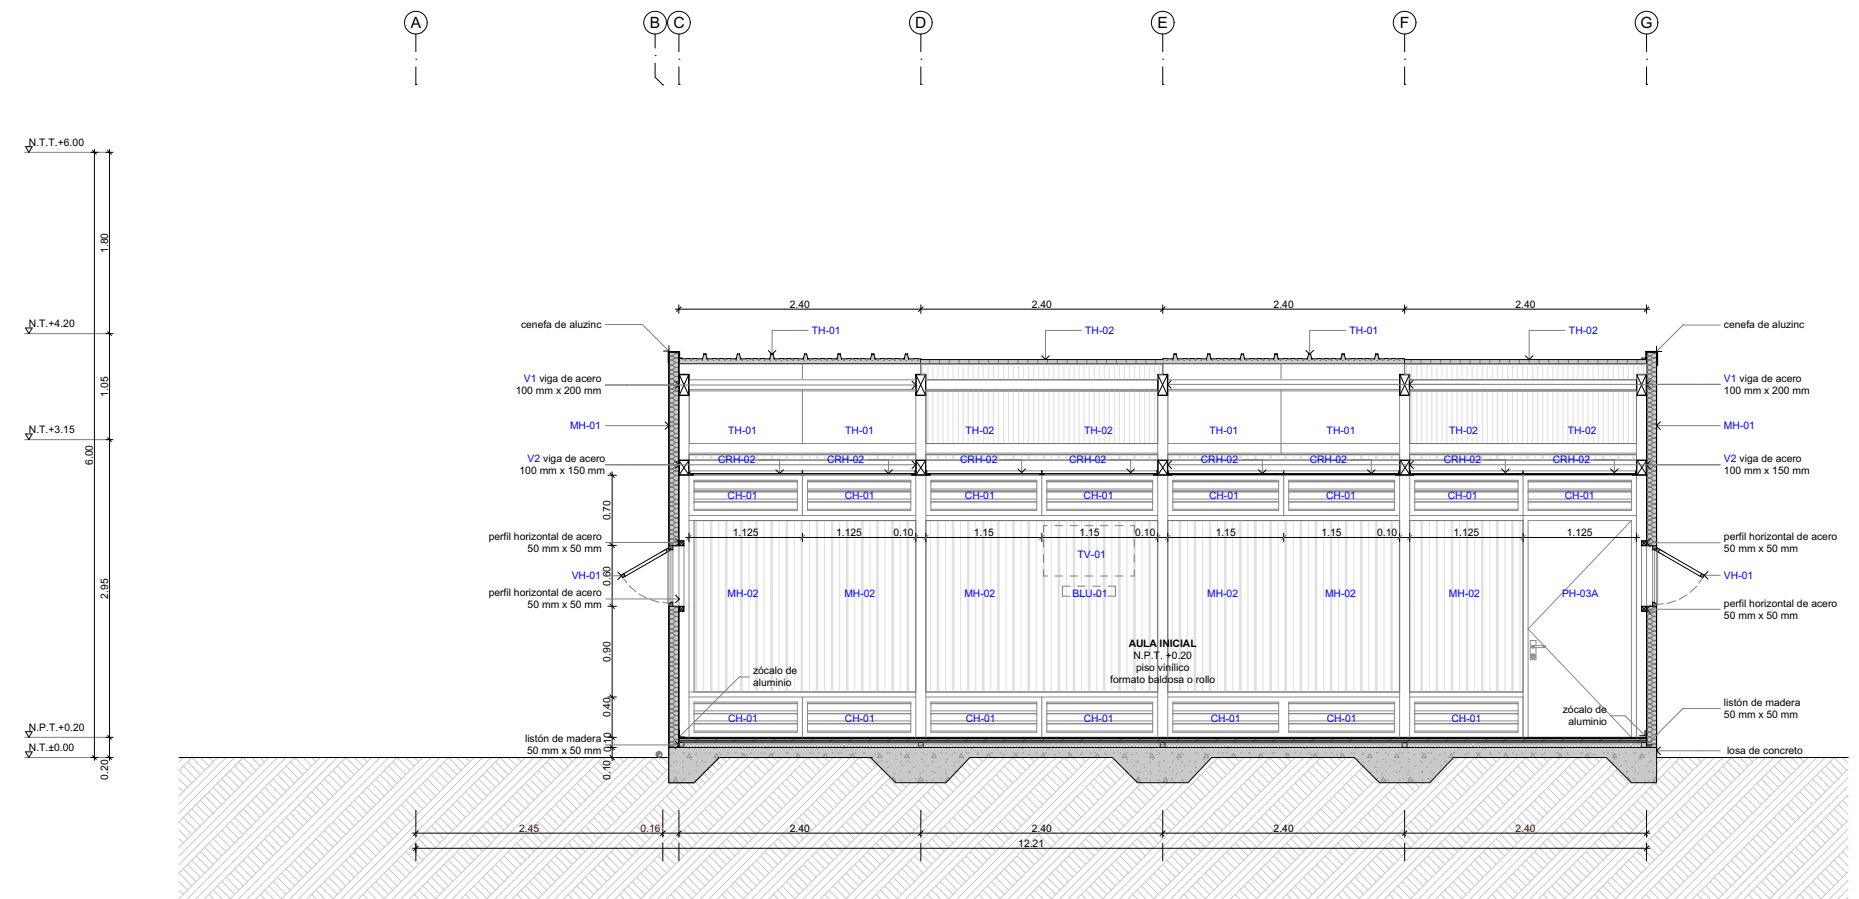 A
B
C
D
E
F
G
N.T.T.+6.00
1.80
N.T.+4.20
1.05
N.T.+3.15
6.00
2.95
N.P.T.+0.20
N.T.±0.00
0.20
2.40
2.40
2.40
2.40
cenefa de aluzinc
TH-01
TH-02
TH-01
TH-02
cenefa de aluzinc
V1 viga de acero
100 mm x 200 mm
V1 viga de acero
100 mm x 200 mm
MH-01
TH-01
TH-01
TH-02
TH-02
TH-01
TH-01
TH-02
TH-02
MH-01
V2 viga de acero
100 mm x 150 mm
CRH-02
CRH-02
CRH-02
CRH-02
CRH-02
CRH-02
CRH-02
CRH-02
V2 viga de acero
100 mm x 150 mm
CH-01
CH-01
CH-01
CH-01
CH-01
CH-01
CH-01
CH-01
0.70
1.125
1.125
0.10
1.15
1.15
0.10
1.15
1.15
0.10
1.125
1.125
perfil horizontal de acero
50 mm x 50 mm
perfil horizontal de acero
50 mm x 50 mm
TV-01
VH-01
0.60
VH-01
perfil horizontal de acero
50 mm x 50 mm
MH-02
MH-02
MH-02
BLU-01
MH-02
MH-02
MH-02
PH-03A
perfil horizontal de acero
50 mm x 50 mm
0.90
AULA INICIAL
N.P.T. +0.20
piso vinílico
formato baldosa o rollo
zócalo de
aluminio
0.40
CH-01
CH-01
CH-01
CH-01
CH-01
CH-01
CH-01
zócalo de
aluminio
listón de madera
50 mm x 50 mm
listón de madera
50 mm x 50 mm
0.10
0.10
losa de concreto
2.45
0.16
2.40
2.40
2.40
2.40
12.21